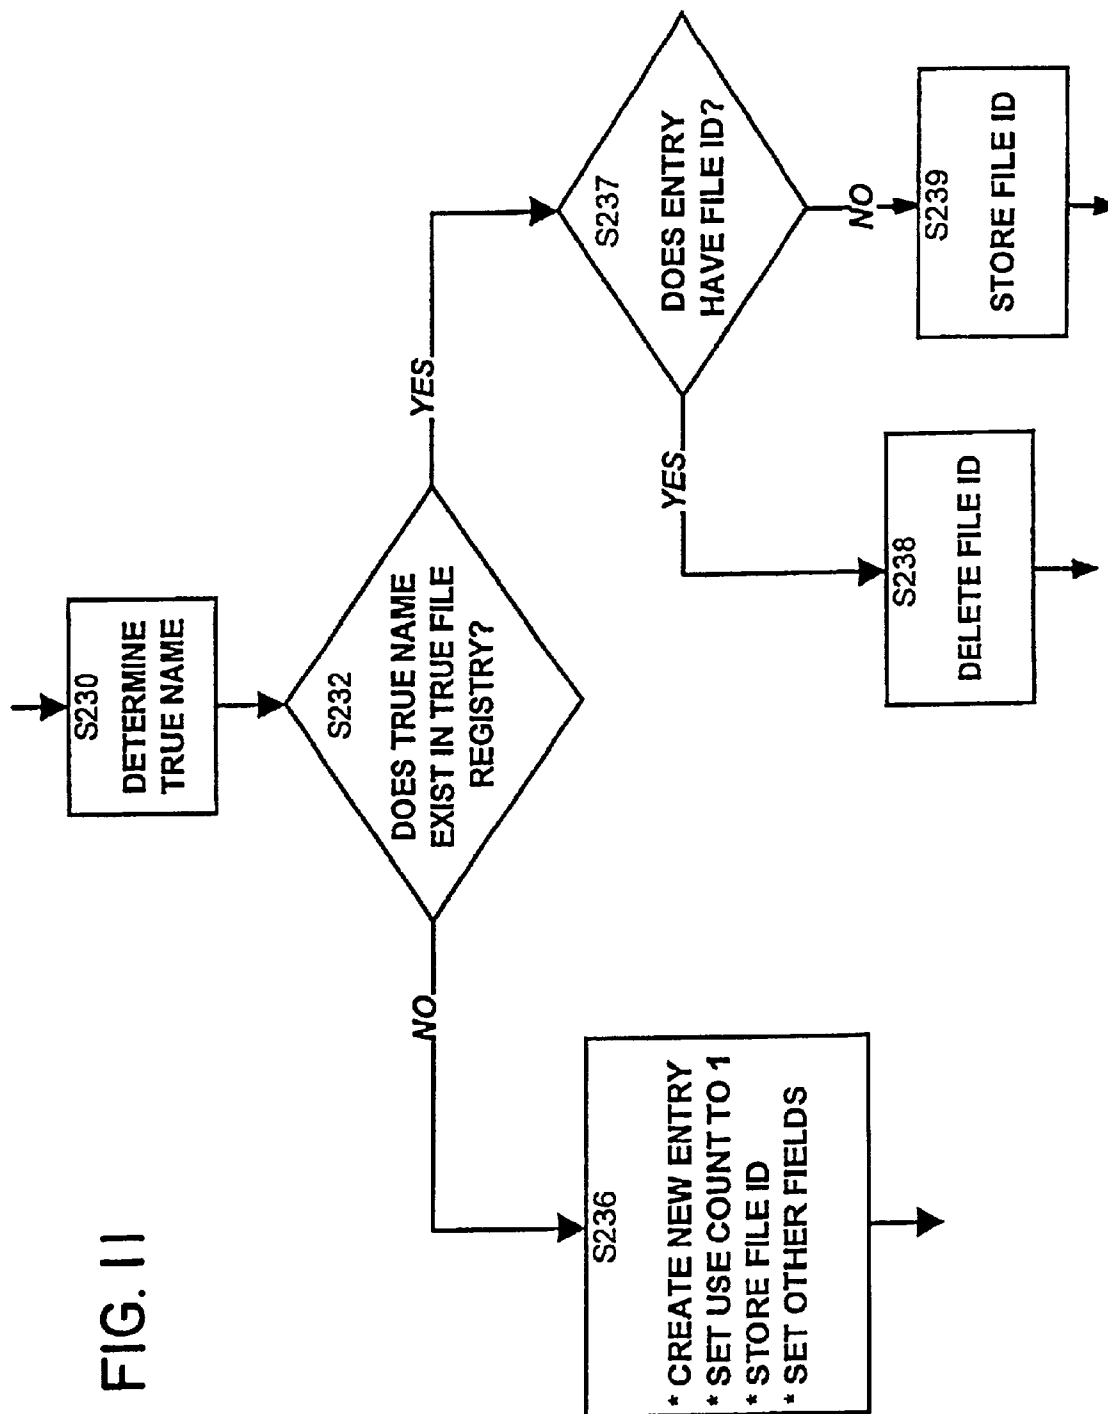 FIG. 11
S230
DETERMINE
TRUE NAME
S232
DOES TRUE NAME
EXIST IN TRUE FILE
REGISTRY?
NO
YES
S236
* CREATE NEW ENTRY
* SET USE COUNT TO 1
* STORE FILE ID
* SET OTHER FIELDS
S237
DOES ENTRY
HAVE FILE ID?
YES
NO
S238
DELETE FILE ID
S239
STORE FILE ID